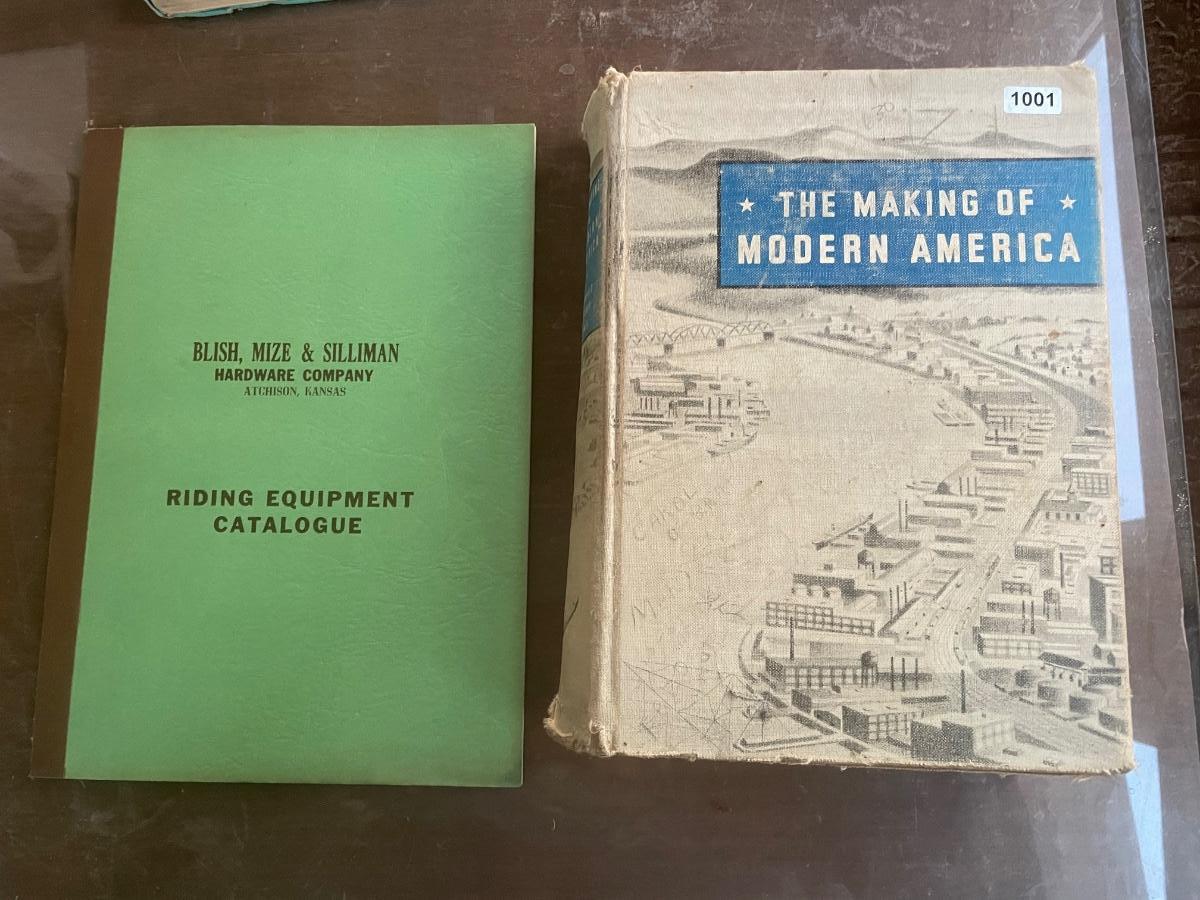 BLISH, MIZE & SILLIMAN
HARDWARE COMPANY
ATCHISON, KANSAS
RIDING EQUIPMENT
CATALOGUE
1001
★ THE MAKING OF ★
MODERN AMERICA